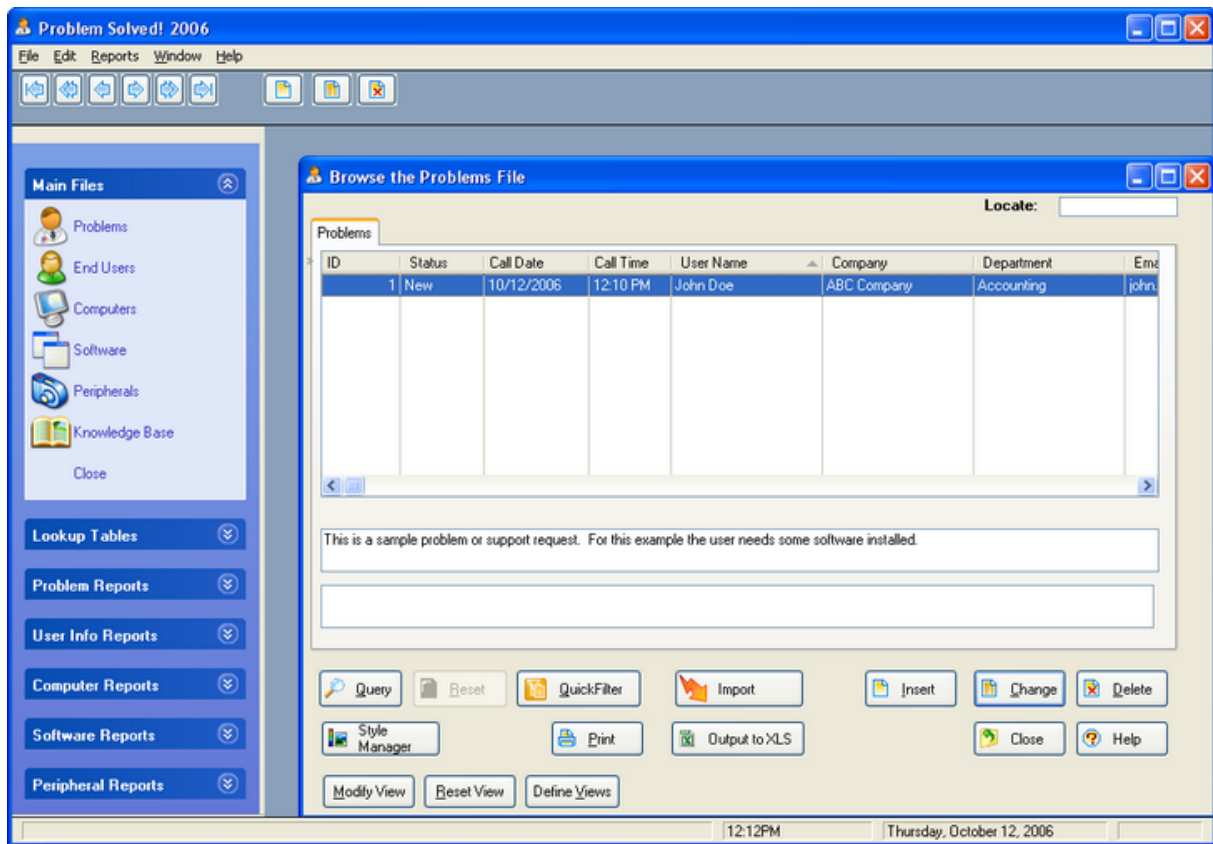 Problem Solved! 2006
File Edit Reports Window Help
Main Files
Problems
End Users
Computers
Software
Peripherals
Knowledge Base
Close
Lookup Tables
Problem Reports
User Info Reports
Computer Reports
Software Reports
Peripheral Reports
Browse the Problems File
Locate:
Problems
ID Status Call Date Call Time User Name Company Department Ema
1 New 10/12/2006 12:10 PM John Doe ABC Company Accounting john.
This is a sample problem or support request. For this example the user needs some software installed.
Query Reset QuickFilter Import Insert Change Delete
Style Manager Print Output to XLS Close Help
Modify View Reset View Define Views
12:12PM Thursday, October 12, 2006